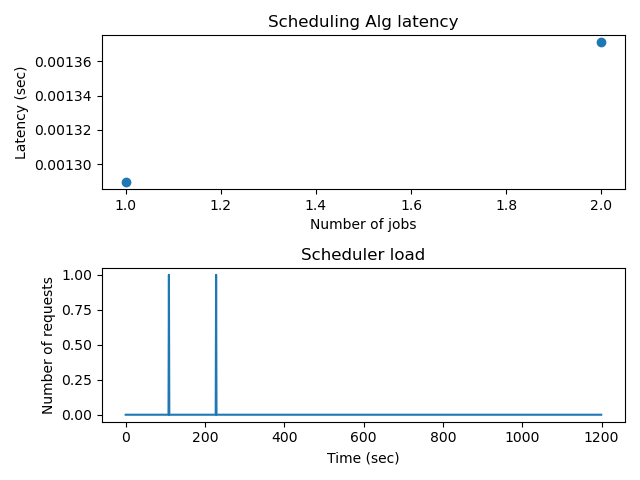 Scheduling Alg latency
Latency (sec)
0.00136
0.00134
0.00132
0.00130
1.0 1.2 1.4 1.6 1.8 2.0
Number of jobs
Scheduler load
Number of requests
1.00
0.75
0.50
0.25
0.00
0 200 400 600 800 1000 1200
Time (sec)